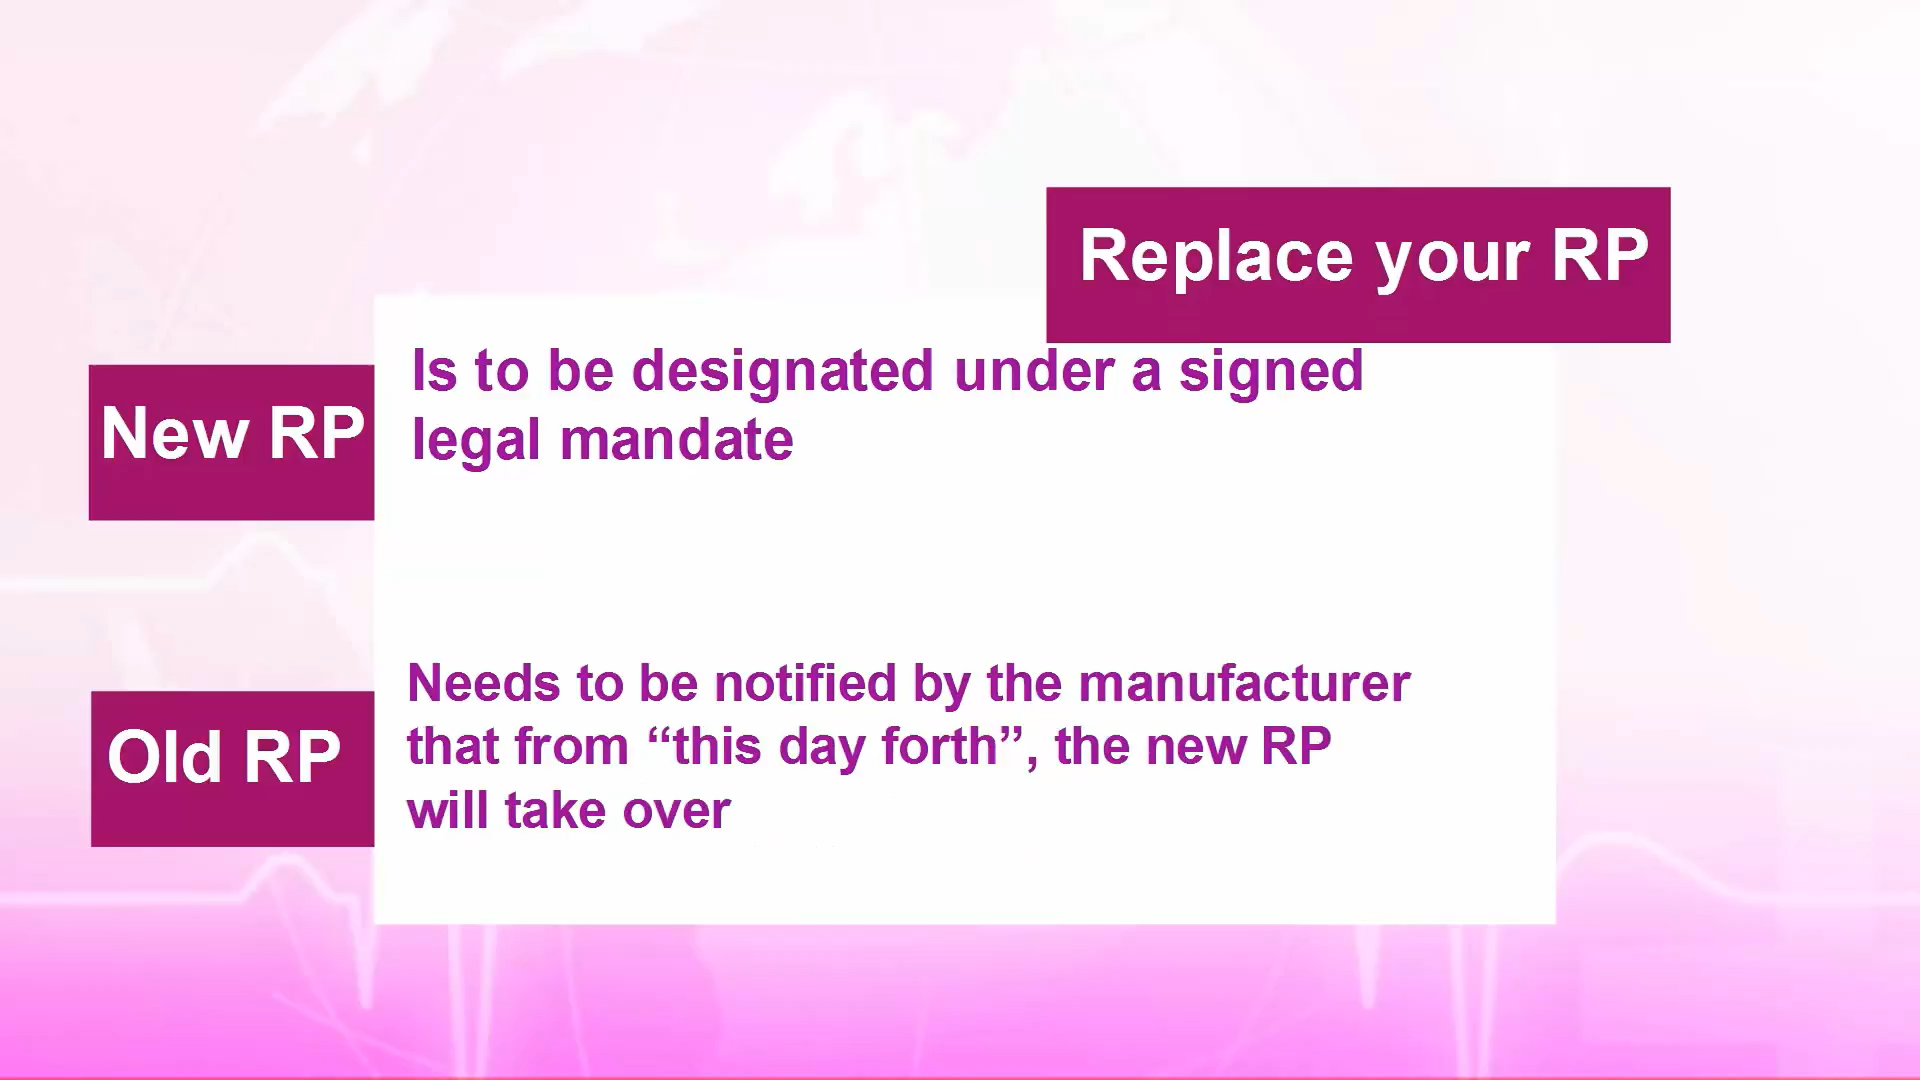 Replace your RP
New RP
Is to be designated under a signed
legal mandate
Old RP
Needs to be notified by the manufacturer
that from “this day forth”, the new RP
will take over